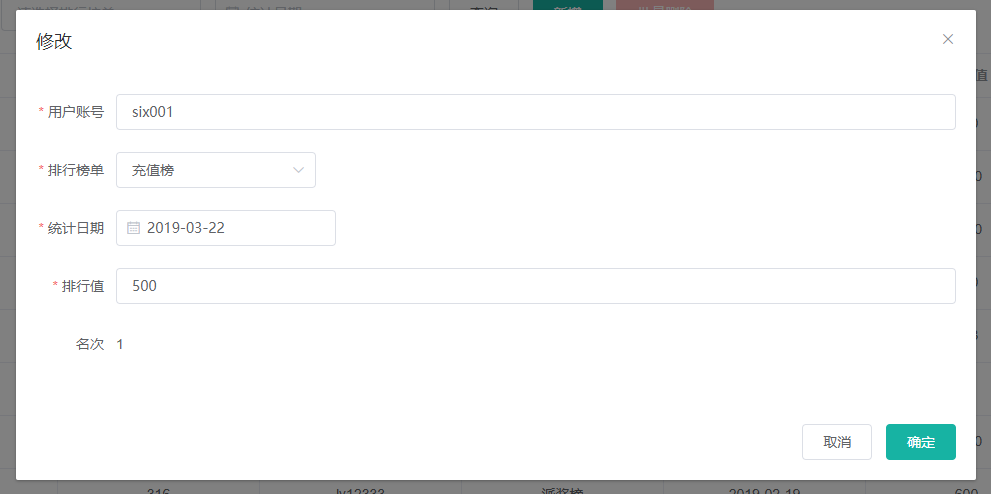 修改
* 用户账号 six001
* 排行榜单 充值榜
* 统计日期 2019-03-22
* 排行值 500
名次 1
取消 确定